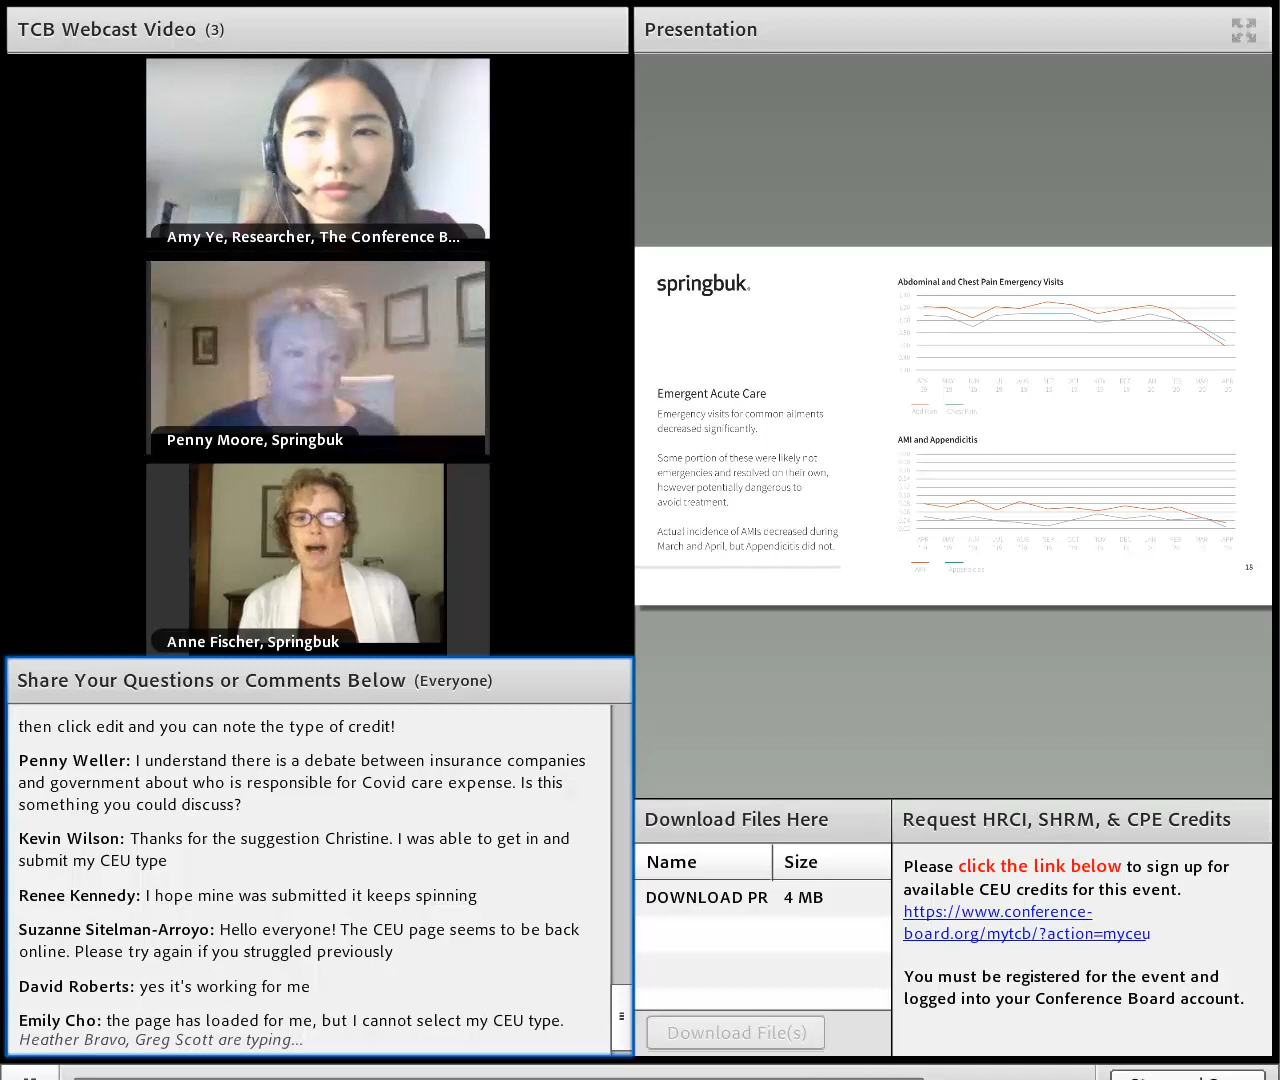 TCB Webcast Video (3)
Amy Ye, Researcher, The Conference B...
Penny Moore, Springbuk
Anne Fischer, Springbuk
Share Your Questions or Comments Below (Everyone)
then click edit and you can note the type of credit!
Penny Weller: I understand there is a debate between insurance companies
and government about who is responsible for Covid care expense. Is this
something you could discuss?
Kevin Wilson: Thanks for the suggestion Christine. I was able to get in and
submit my CEU type
Renee Kennedy: I hope mine was submitted it keeps spinning
Suzanne Sitelman-Arroyo: Hello everyone! The CEU page seems to be back
online. Please try again if you struggled previously
David Roberts: yes it's working for me
Emily Cho: the page has loaded for me, but I cannot select my CEU type.
Heather Bravo, Greg Scott are typing...
Presentation
springbuk.
Emergent Acute Care
Emergency visits for common ailments
decreased significantly.
Some portion of these were likely not
emergencies and resolved on their own,
however potentially dangerous to
avoid treatment.
Actual incidence of AMIs decreased during
March and April, but Appendicitis did not.
Abdominal and Chest Pain Emergency Visits
Abd Pain Chest Pain
AMI and Appendicitis
AMI Appendicitis
18
Download Files Here
Name Size
DOWNLOAD PR 4 MB
Download File(s)
Request HRCI, SHRM, & CPE Credits
Please click the link below to sign up for
available CEU credits for this event.
https://www.conference-
board.org/mytcb/?action=myceu
You must be registered for the event and
logged into your Conference Board account.